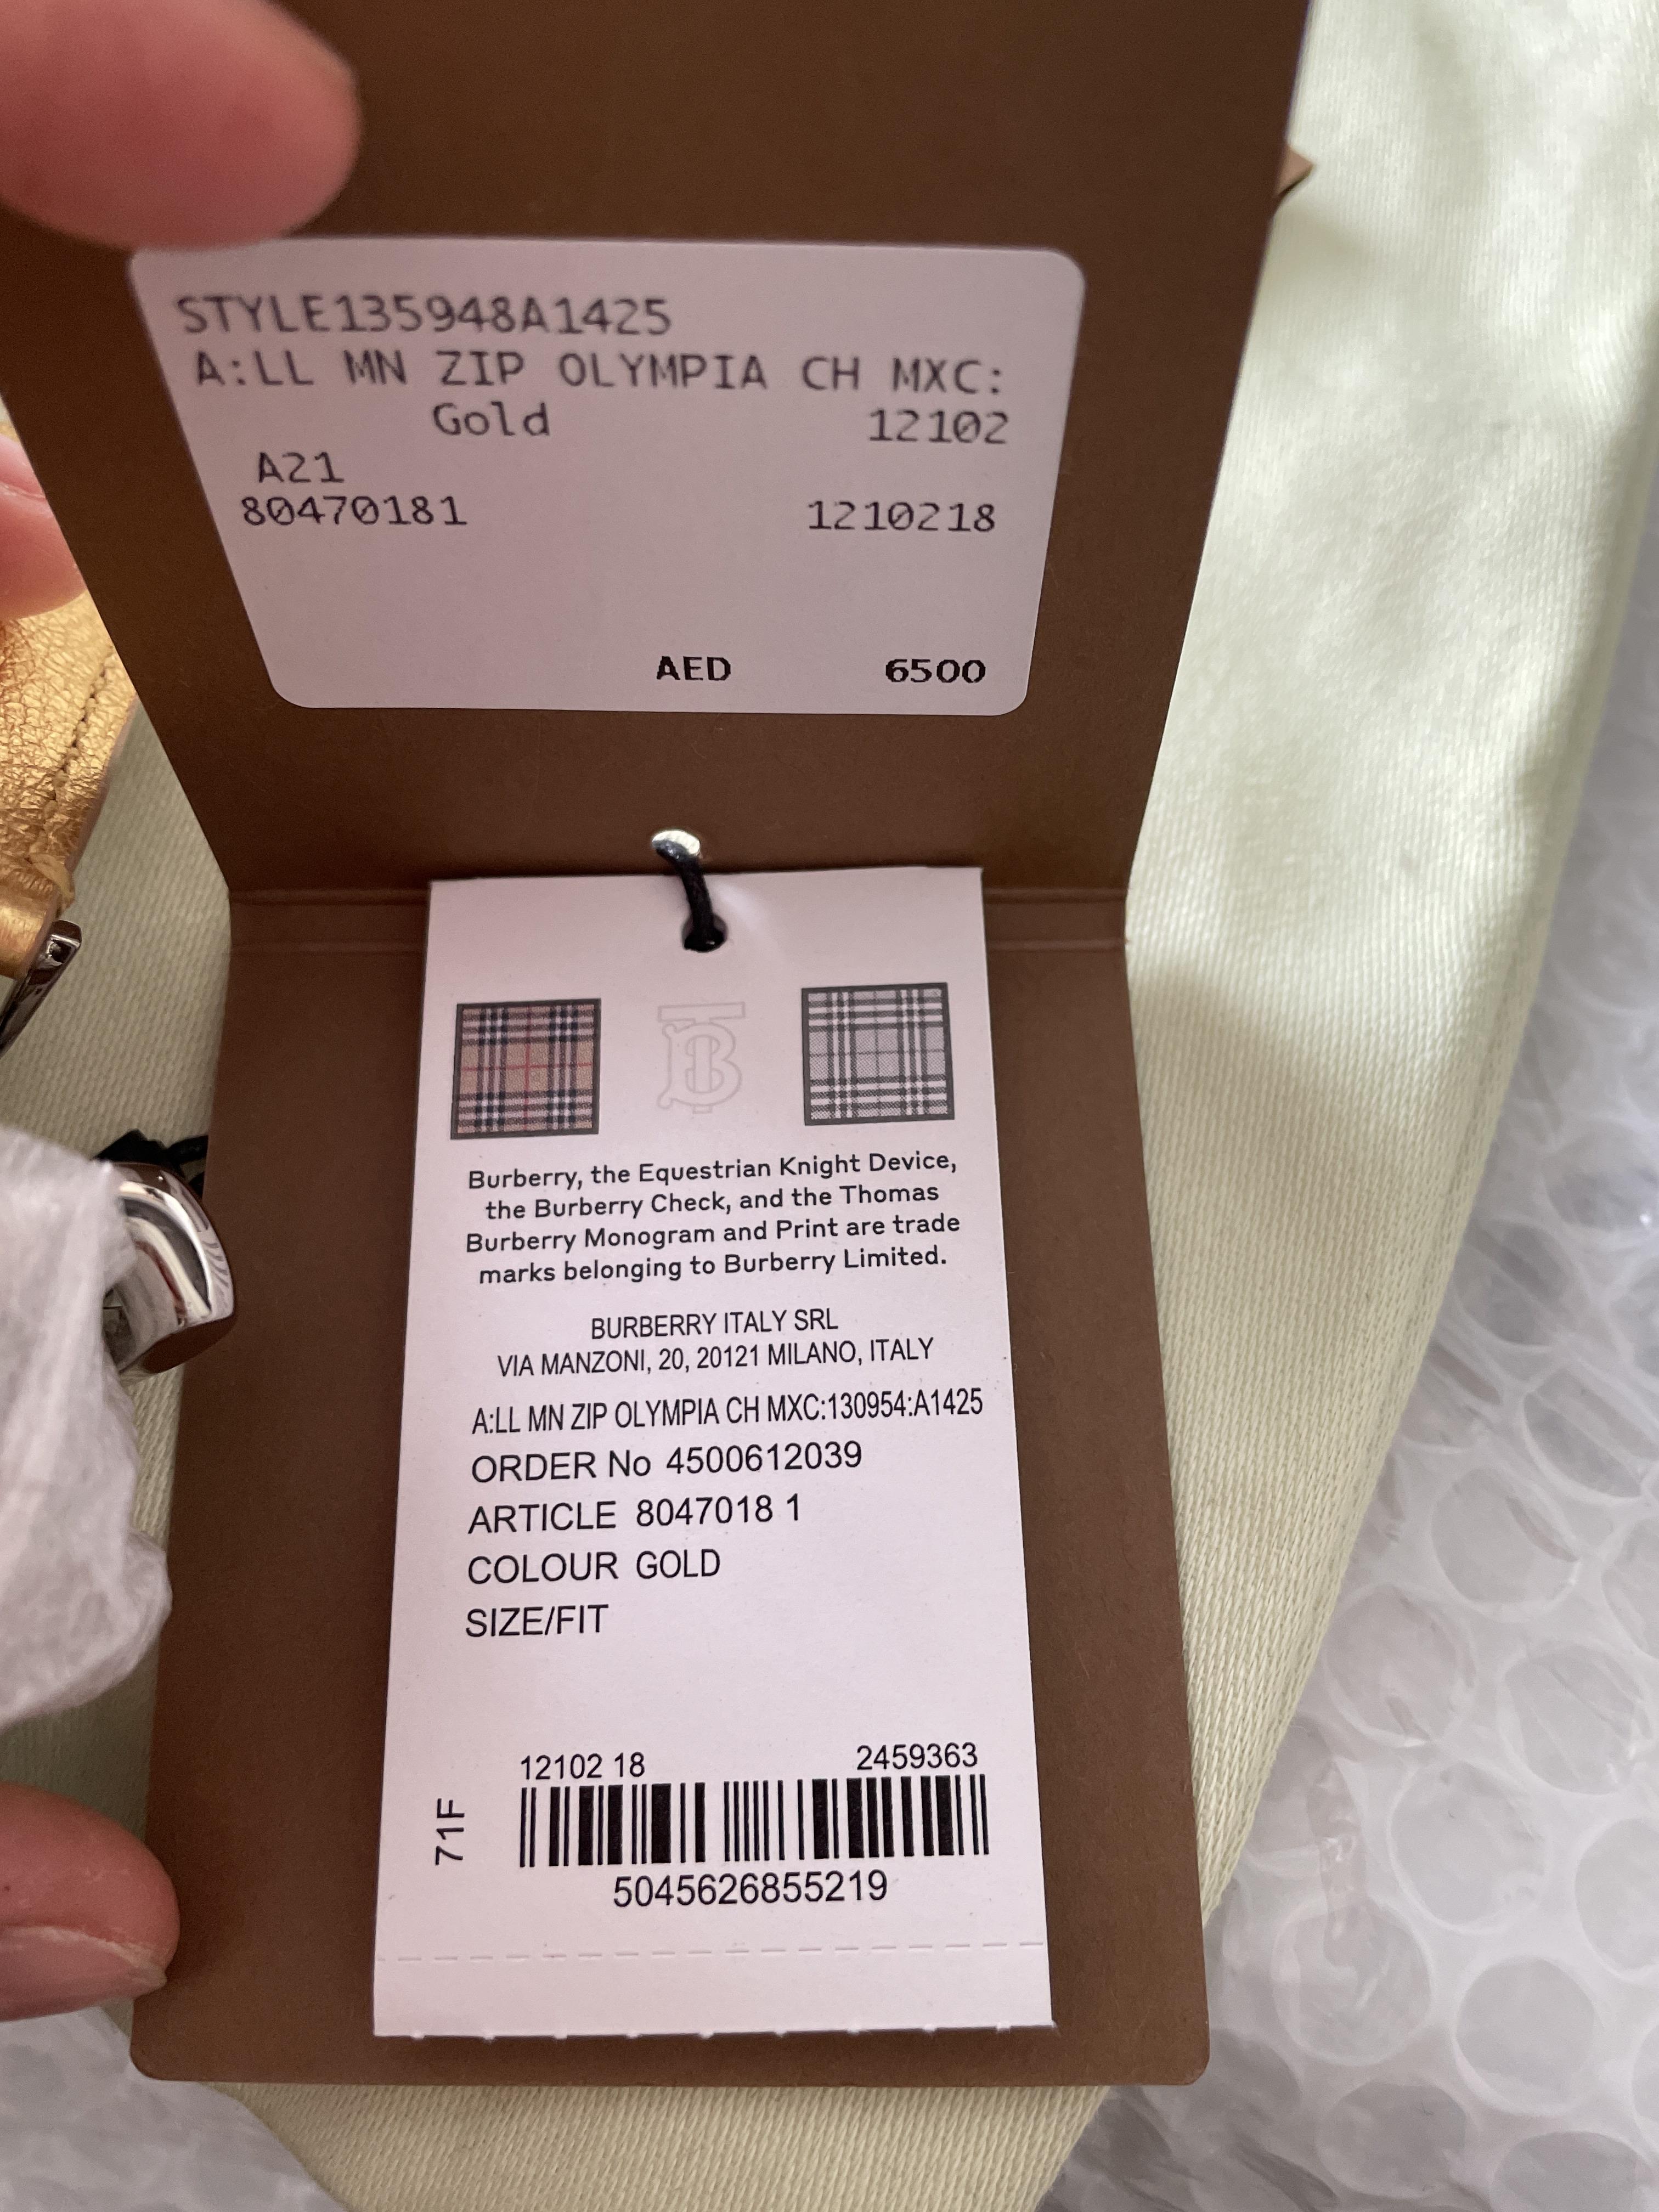 STYLE135948A1425
A:LL MN ZIP OLYMPIA CH MXC:
Gold 12102
A21
80470181 1210218
AED 6500
Burberry, the Equestrian Knight Device,
the Burberry Check, and the Thomas
Burberry Monogram and Print are trade
marks belonging to Burberry Limited.
BURBERRY ITALY SRL
VIA MANZONI, 20, 20121 MILANO, ITALY
A:LL MN ZIP OLYMPIA CH MXC:130954:A1425
ORDER No 4500612039
ARTICLE 8047018 1
COLOUR GOLD
SIZE/FIT
12102 18 2459363
71F
5045626855219